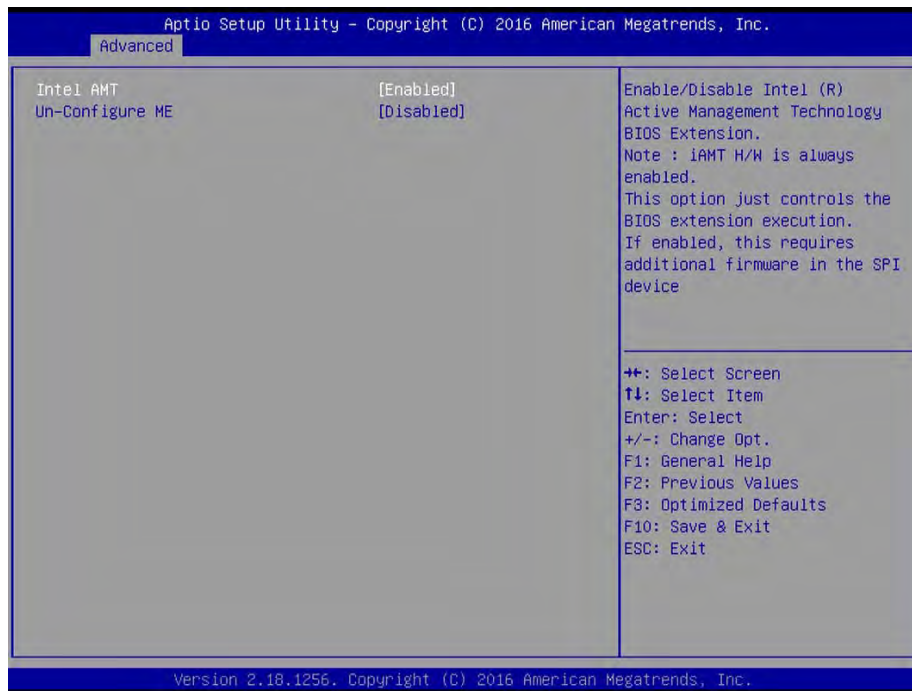 Aptio Setup Utility – Copyright (C) 2016 American Megatrends, Inc.
Advanced
Intel AMT [Enabled]
Un-Configure ME [Disabled]
Enable/Disable Intel (R)
Active Management Technology
BIOS Extension.
Note : iAMT H/W is always
enabled.
This option just controls the
BIOS extension execution.
If enabled, this requires
additional firmware in the SPI
device
→←: Select Screen
↑↓: Select Item
Enter: Select
+/-: Change Opt.
F1: General Help
F2: Previous Values
F3: Optimized Defaults
F10: Save & Exit
ESC: Exit
Version 2.18.1256. Copyright (C) 2016 American Megatrends, Inc.